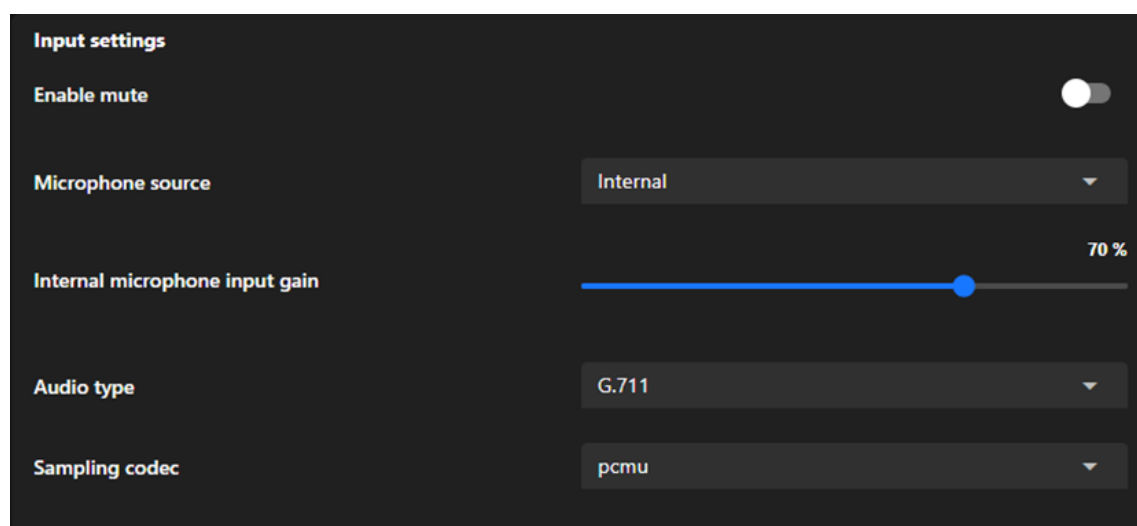 Input settings
Enable mute
Microphone source
Internal
70 %
Internal microphone input gain
Audio type
G.711
Sampling codec
pcmu